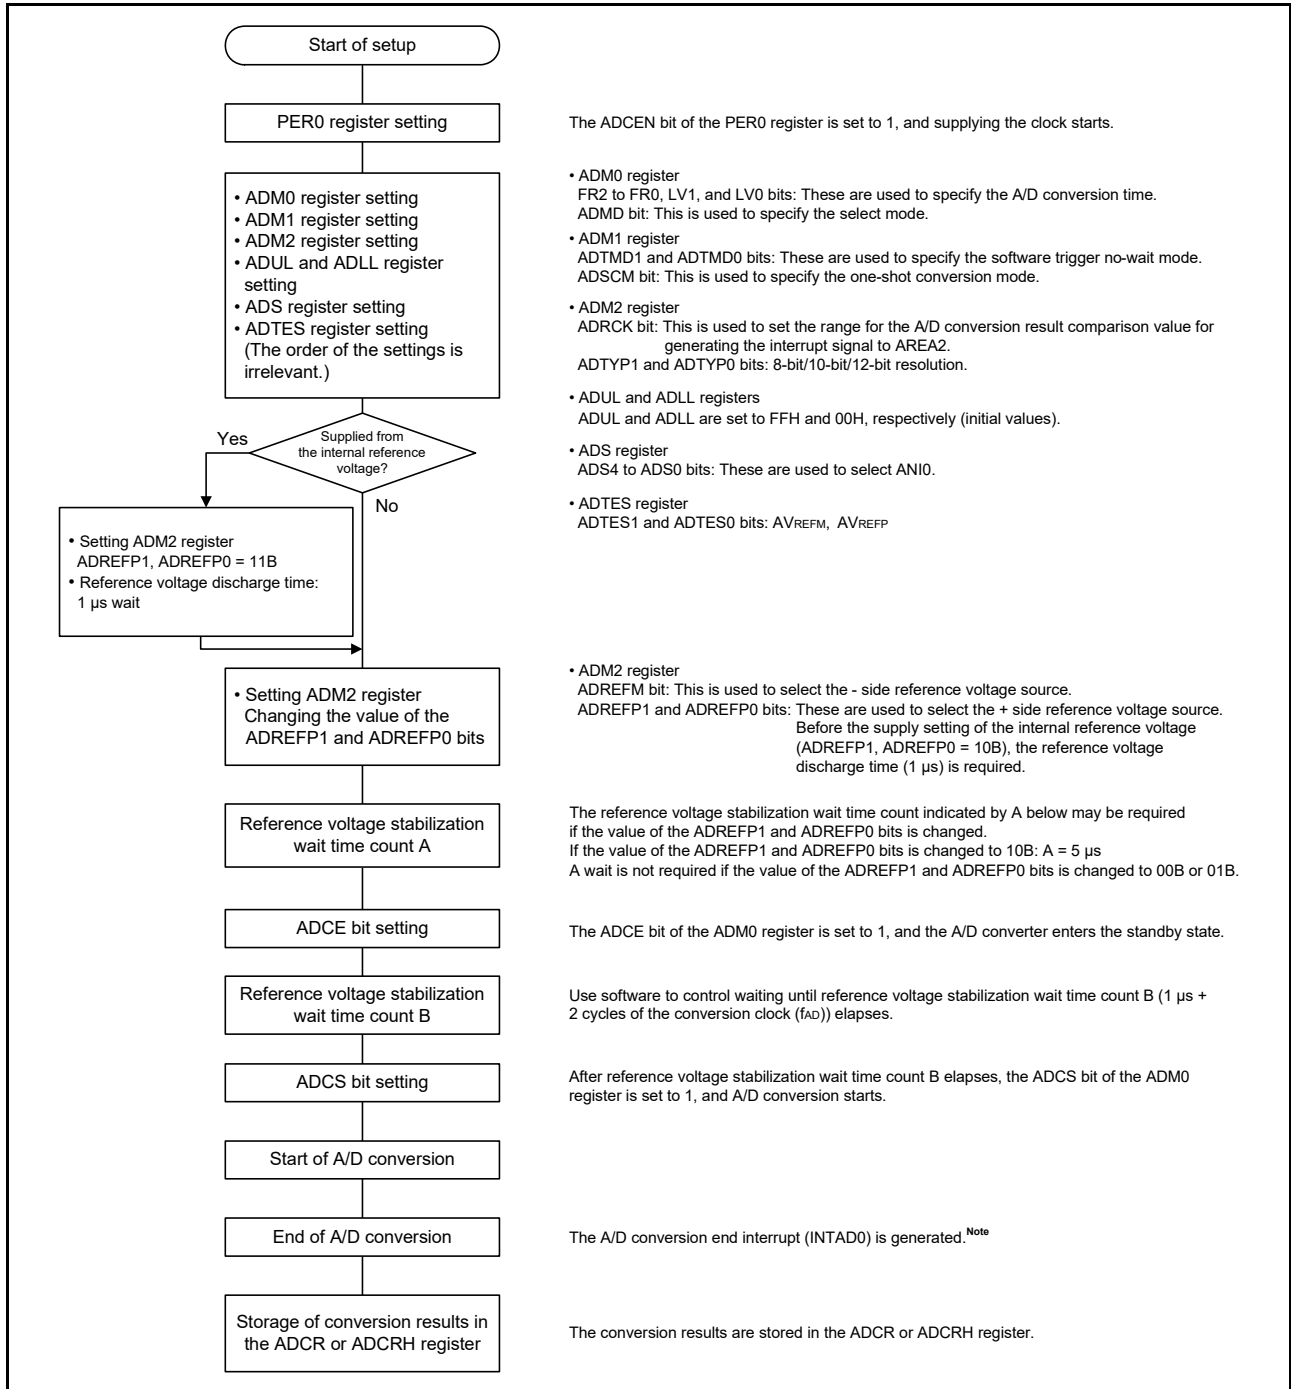 Start of setup
PER0 register setting
The ADCEN bit of the PER0 register is set to 1, and supplying the clock starts.
• ADM0 register setting
• ADM1 register setting
• ADM2 register setting
• ADUL and ADLL register
setting
• ADS register setting
• ADTES register setting
(The order of the settings is
irrelevant.)
• ADM0 register
FR2 to FR0, LV1, and LV0 bits: These are used to specify the A/D conversion time.
ADMD bit: This is used to specify the select mode.
• ADM1 register
ADTMD1 and ADTMD0 bits: These are used to specify the software trigger no-wait mode.
ADSCM bit: This is used to specify the one-shot conversion mode.
• ADM2 register
ADRCK bit: This is used to set the range for the A/D conversion result comparison value for
generating the interrupt signal to AREA2.
ADTYP1 and ADTYP0 bits: 8-bit/10-bit/12-bit resolution.
• ADUL and ADLL registers
ADUL and ADLL are set to FFH and 00H, respectively (initial values).
• ADS register
ADS4 to ADS0 bits: These are used to select ANI0.
• ADTES register
ADTES1 and ADTES0 bits: AVREFM, AVREFP
Supplied from
the internal reference
voltage?
Yes
No
• Setting ADM2 register
ADREFP1, ADREFP0 = 11B
• Reference voltage discharge time:
1 µs wait
• Setting ADM2 register
Changing the value of the
ADREFP1 and ADREFP0 bits
• ADM2 register
ADREFM bit: This is used to select the - side reference voltage source.
ADREFP1 and ADREFP0 bits: These are used to select the + side reference voltage source.
Before the supply setting of the internal reference voltage
(ADREFP1, ADREFP0 = 10B), the reference voltage
discharge time (1 µs) is required.
Reference voltage stabilization
wait time count A
The reference voltage stabilization wait time count indicated by A below may be required
if the value of the ADREFP1 and ADREFP0 bits is changed.
If the value of the ADREFP1 and ADREFP0 bits is changed to 10B: A = 5 µs
A wait is not required if the value of the ADREFP1 and ADREFP0 bits is changed to 00B or 01B.
ADCE bit setting
The ADCE bit of the ADM0 register is set to 1, and the A/D converter enters the standby state.
Reference voltage stabilization
wait time count B
Use software to control waiting until reference voltage stabilization wait time count B (1 µs +
2 cycles of the conversion clock (fAD)) elapses.
ADCS bit setting
After reference voltage stabilization wait time count B elapses, the ADCS bit of the ADM0
register is set to 1, and A/D conversion starts.
Start of A/D conversion
End of A/D conversion
The A/D conversion end interrupt (INTAD0) is generated.Note
Storage of conversion results in
the ADCR or ADCRH register
The conversion results are stored in the ADCR or ADCRH register.